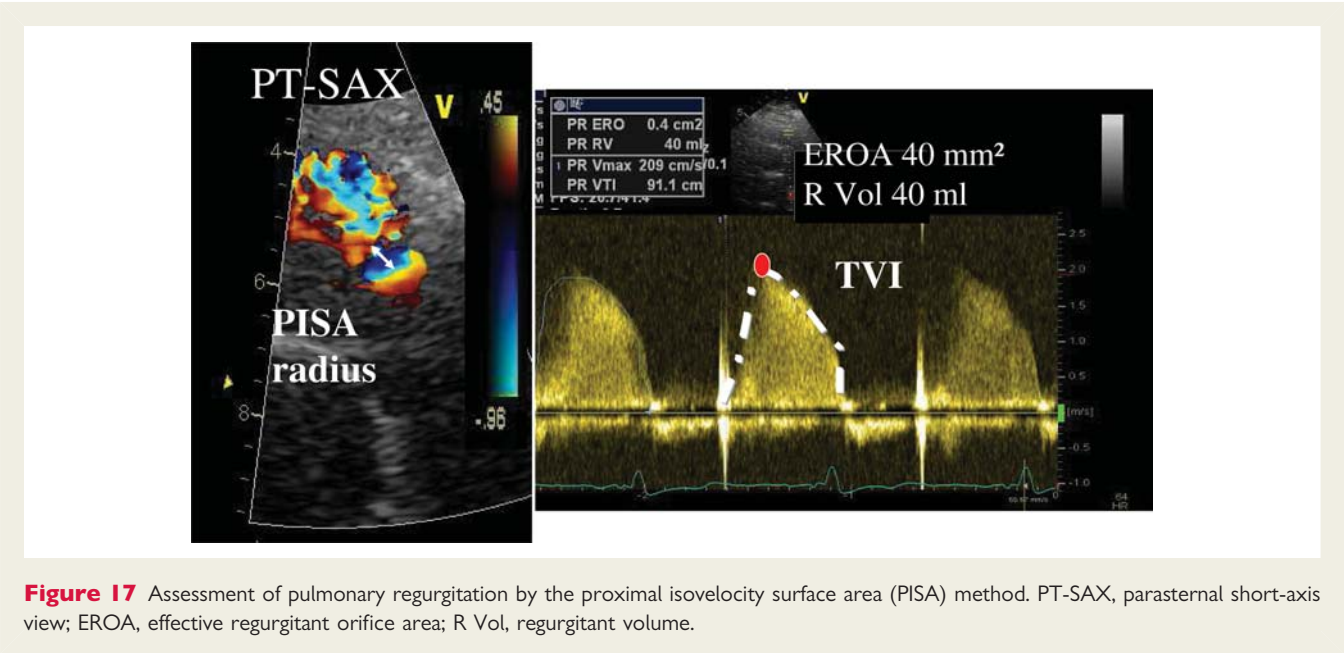 PT-SAX
V
.45
4
6
PISA
radius
8
-.96
PR ERO 0.4 cm2
PR RV 40 ml
1 PR Vmax 209 cm/s
PR VTI 91.1 cm
V
EROA 40 mm²
R Vol 40 ml
TVI
2.5
2.0
1.5
1.0
0.5
[m/s]
-0.5
-1.0
64
HR
Figure 17 Assessment of pulmonary regurgitation by the proximal isovelocity surface area (PISA) method. PT-SAX, parasternal short-axis
view; EROA, effective regurgitant orifice area; R Vol, regurgitant volume.